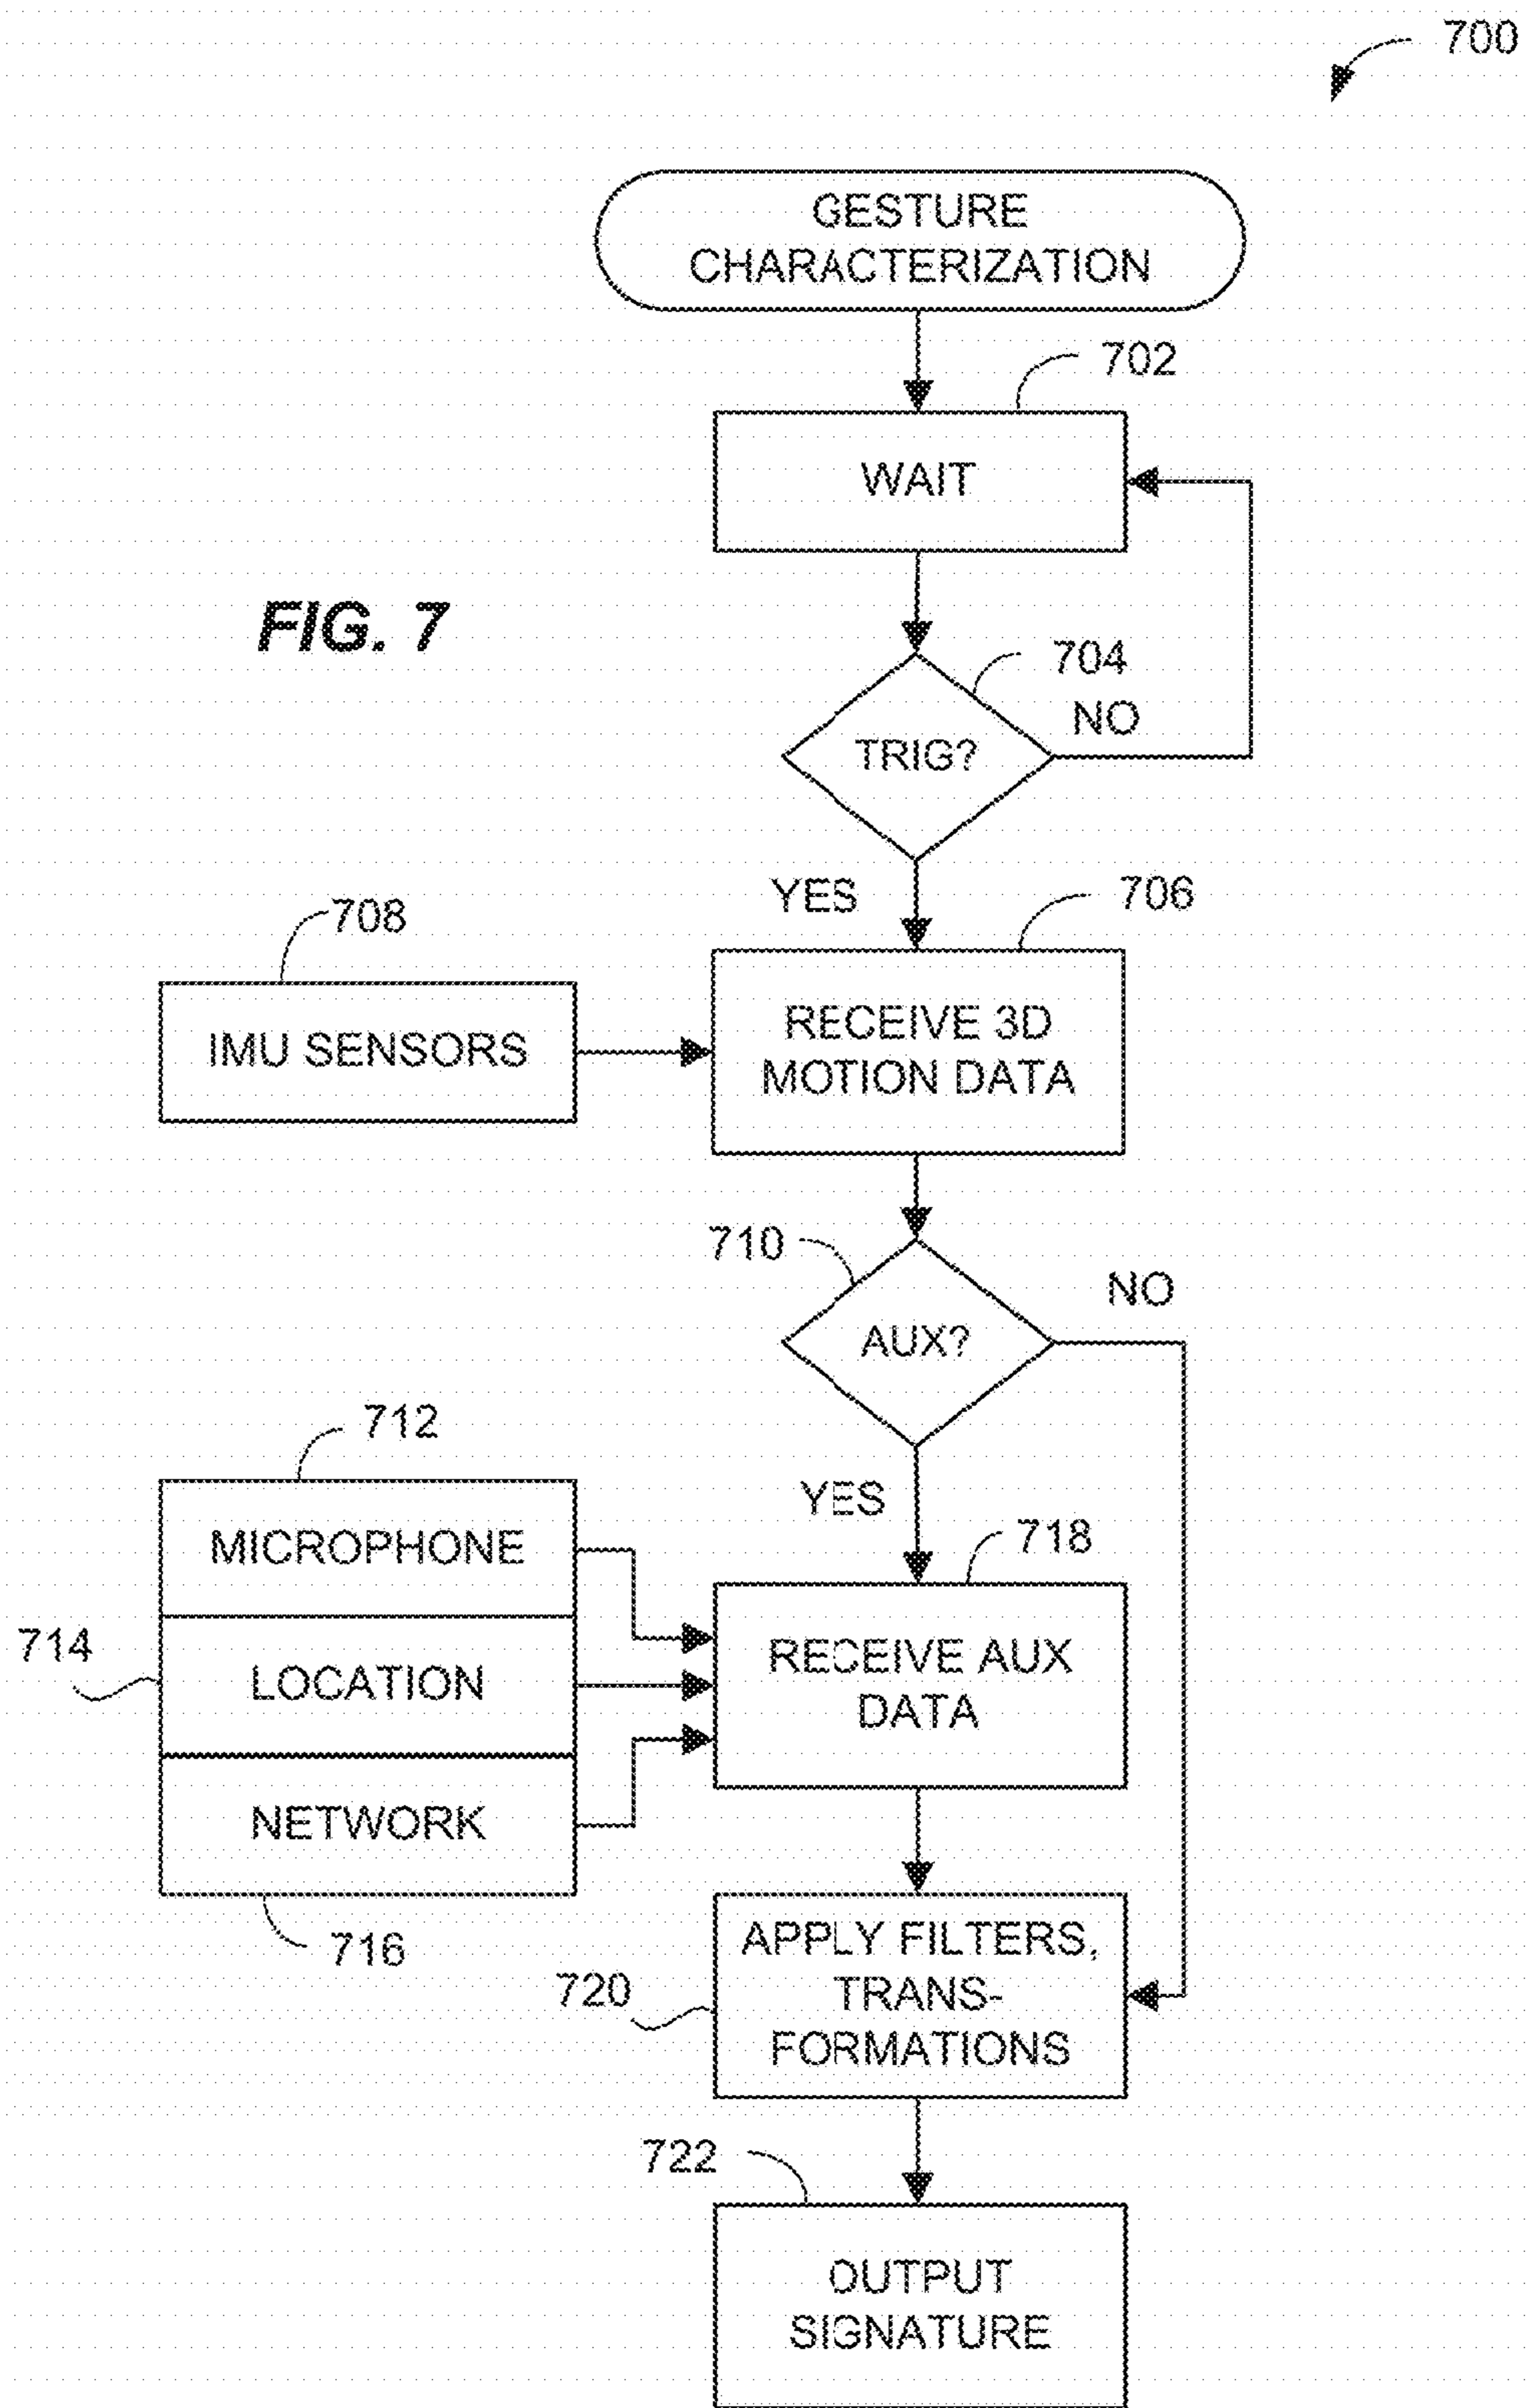 700
GESTURE
CHARACTERIZATION
702
WAIT
FIG. 7
704
NO
TRIG?
YES
706
708
IMU SENSORS
RECEIVE 3D
MOTION DATA
710
NO
AUX?
712
YES
718
MICROPHONE
714
LOCATION
RECEIVE AUX
DATA
NETWORK
716
720
APPLY FILTERS,
TRANS-
FORMATIONS
722
OUTPUT
SIGNATURE